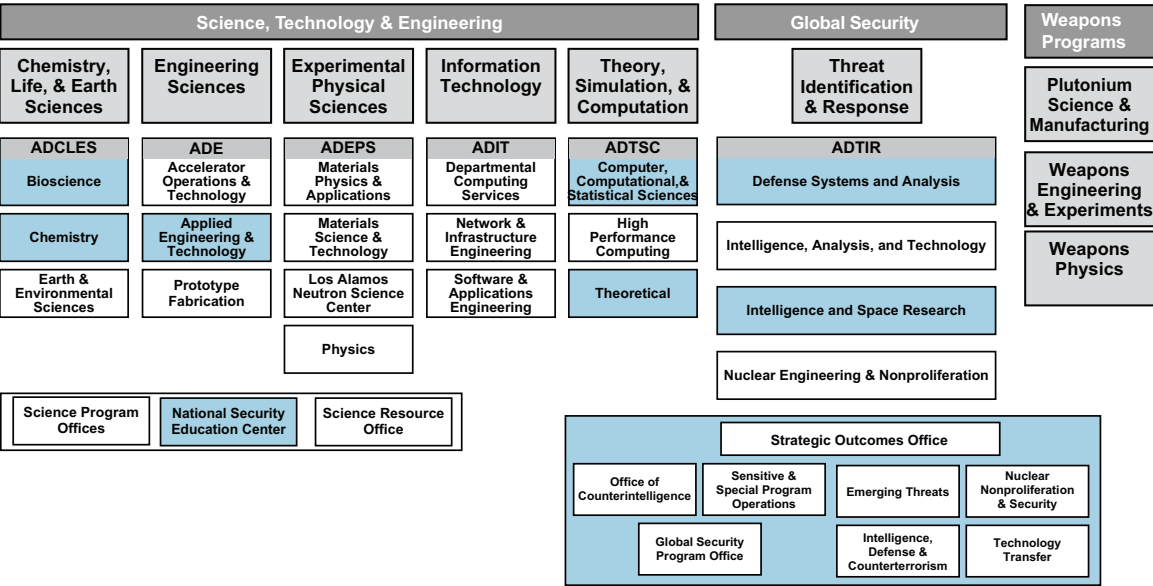 Science, Technology & Engineering
Global Security
Weapons
Programs
Chemistry,
Life, & Earth
Sciences
Engineering
Sciences
Experimental
Physical
Sciences
Information
Technology
Theory,
Simulation, &
Computation
Threat
Identification
& Response
Plutonium
Science &
Manufacturing
Weapons
Engineering
& Experiments
Weapons
Physics
ADCLES
Bioscience
Chemistry
Earth &
Environmental
Sciences
ADE
Accelerator
Operations &
Technology
Applied
Engineering &
Technology
Prototype
Fabrication
ADEPS
Materials
Physics &
Applications
Materials
Science &
Technology
Los Alamos
Neutron Science
Center
Physics
ADIT
Departmental
Computing
Services
Network &
Infrastructure
Engineering
Software &
Applications
Engineering
ADTSC
Computer,
Computational,&
Statistical Sciences
High
Performance
Computing
Theoretical
ADTIR
Defense Systems and Analysis
Intelligence, Analysis, and Technology
Intelligence and Space Research
Nuclear Engineering & Nonproliferation
Science Program
Offices
National Security
Education Center
Science Resource
Office
Strategic Outcomes Office
Office of
Counterintelligence
Sensitive &
Special Program
Operations
Emerging Threats
Nuclear
Nonproliferation
& Security
Global Security
Program Office
Intelligence,
Defense &
Counterterrorism
Technology
Transfer